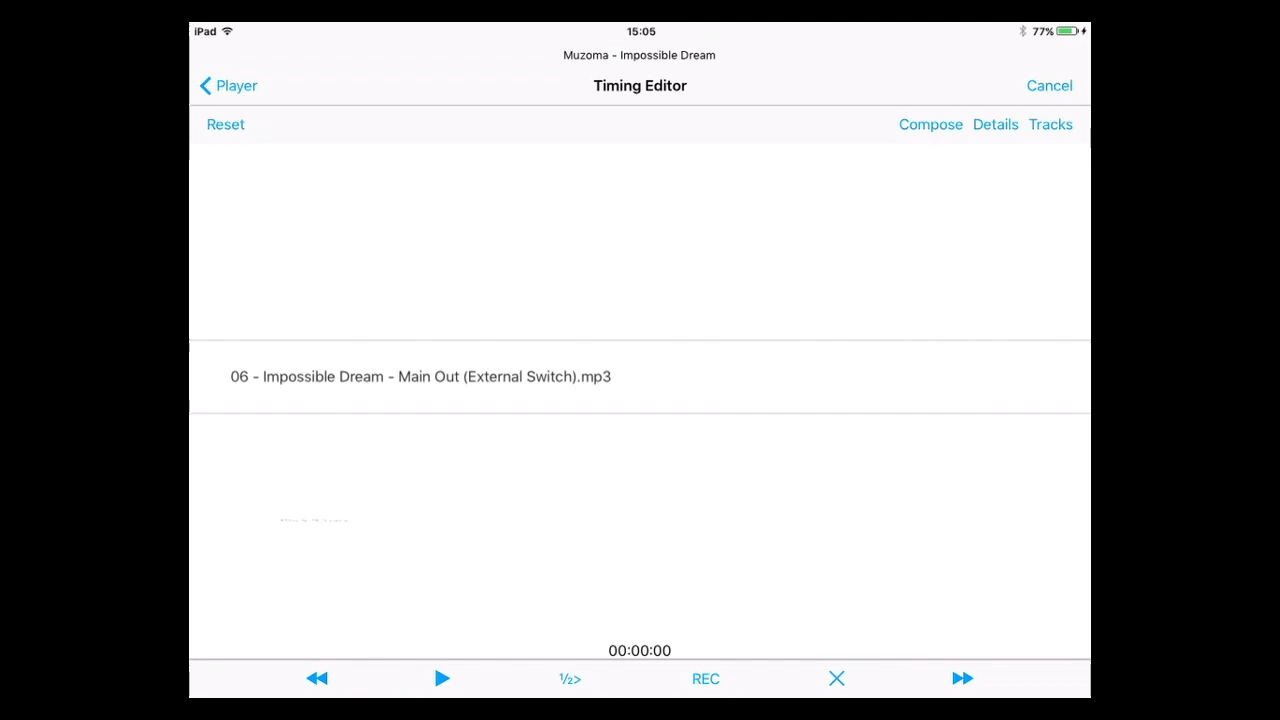 iPad 15:05 77%
Muzoma - Impossible Dream
Player Timing Editor Cancel
Reset Compose Details Tracks
06 - Impossible Dream - Main Out (External Switch).mp3
00:00:00
½> REC